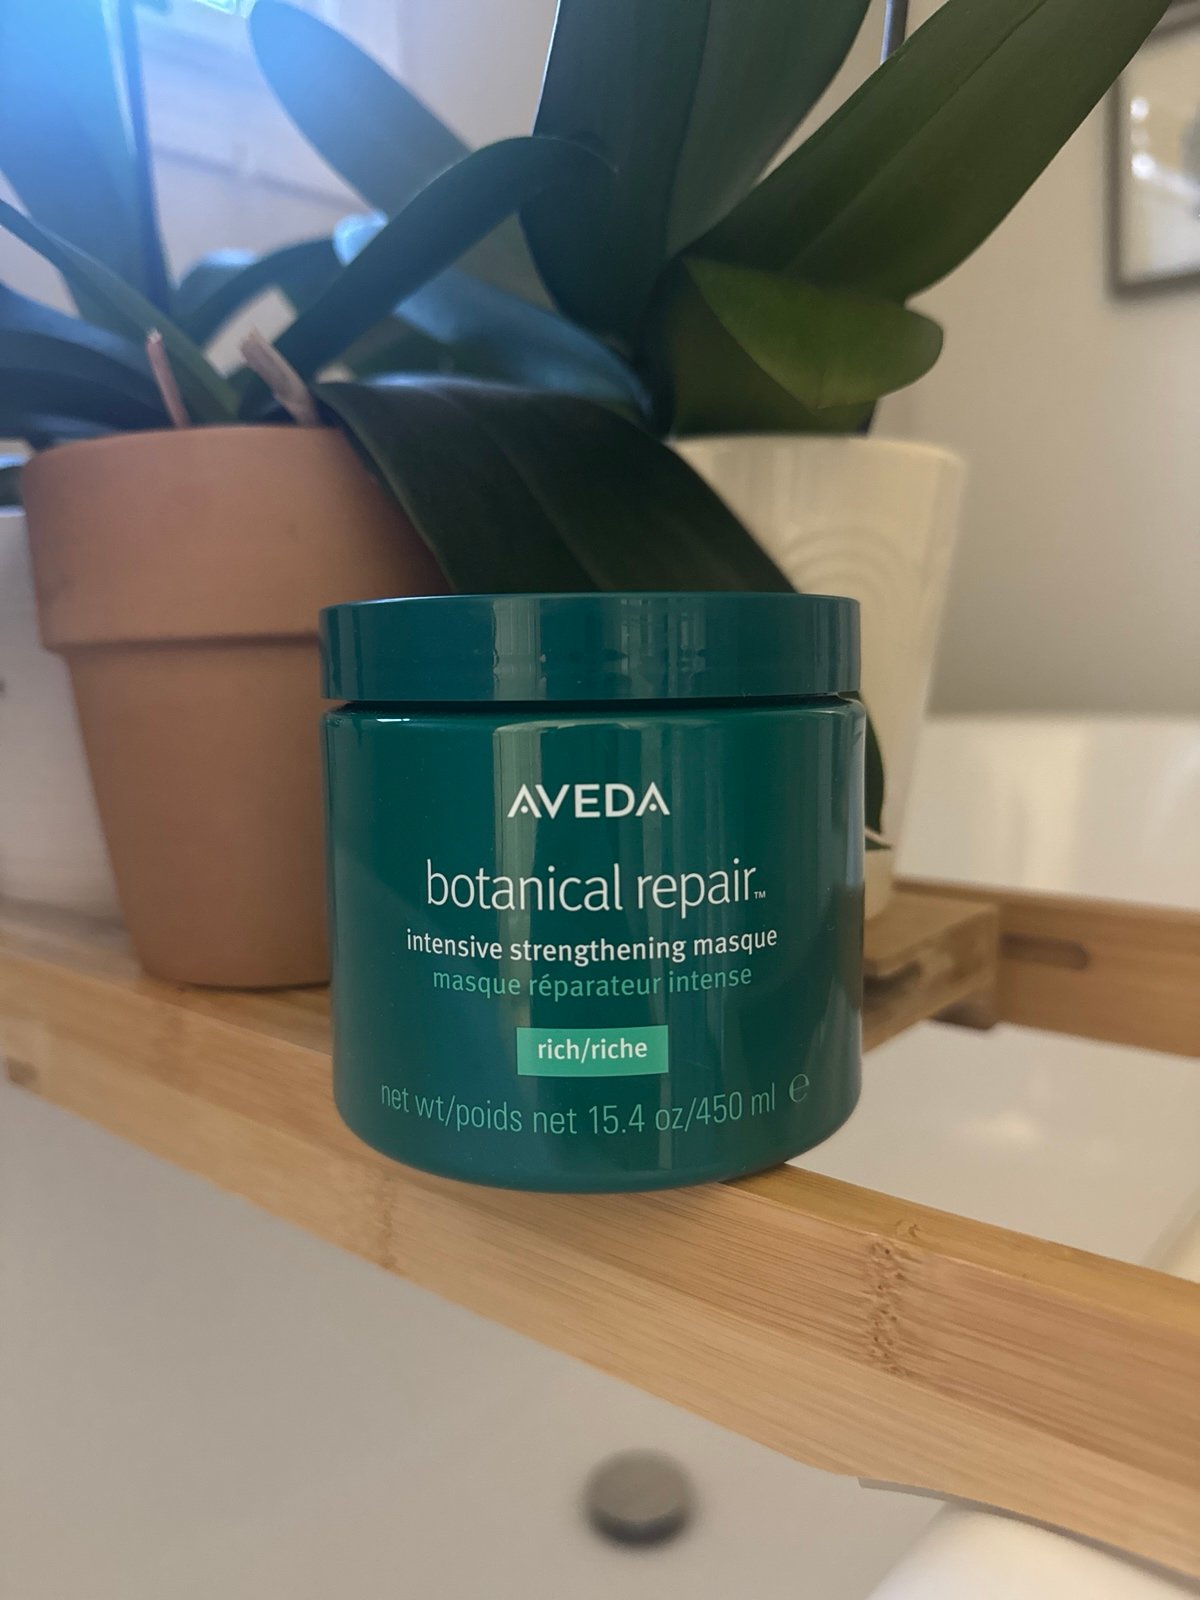 AVEDA
botanical repair™
intensive strengthening masque
masque réparateur intense
rich/riche
net wt/poids net 15.4 oz/450 ml ℮